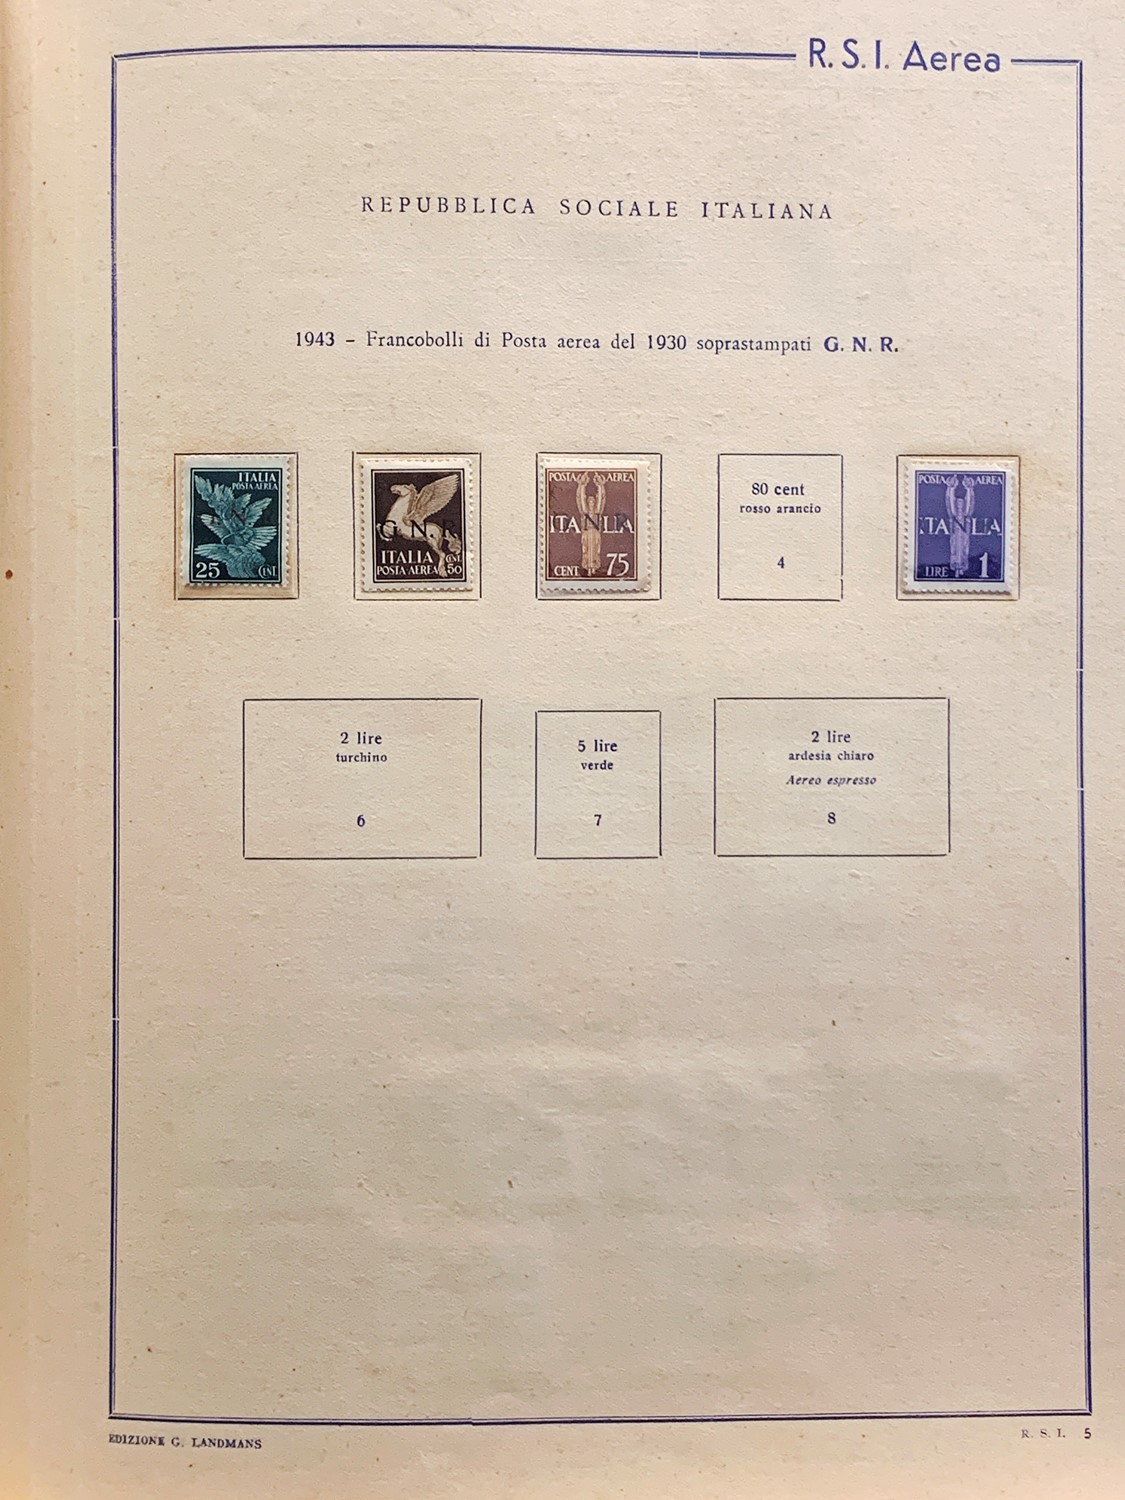 R. S. I. Aerea
REPUBBLICA SOCIALE ITALIANA
1943 – Francobolli di Posta aerea del 1930 soprastampati G. N. R.
ITALIA
POSTA AEREA
N
25 CENT
G. N. R
ITALIA
POSTA AEREA
CENT
50
POSTA AEREA
ITALIA
N R
CENT 75
80 cent
rosso arancio
4
POSTA AEREA
ITALIA
N
LIRE 1
2 lire
turchino
6
5 lire
verde
7
2 lire
ardesia chiaro
Aereo espresso
8
EDIZIONE G. LANDMANS
R. S. I. 5